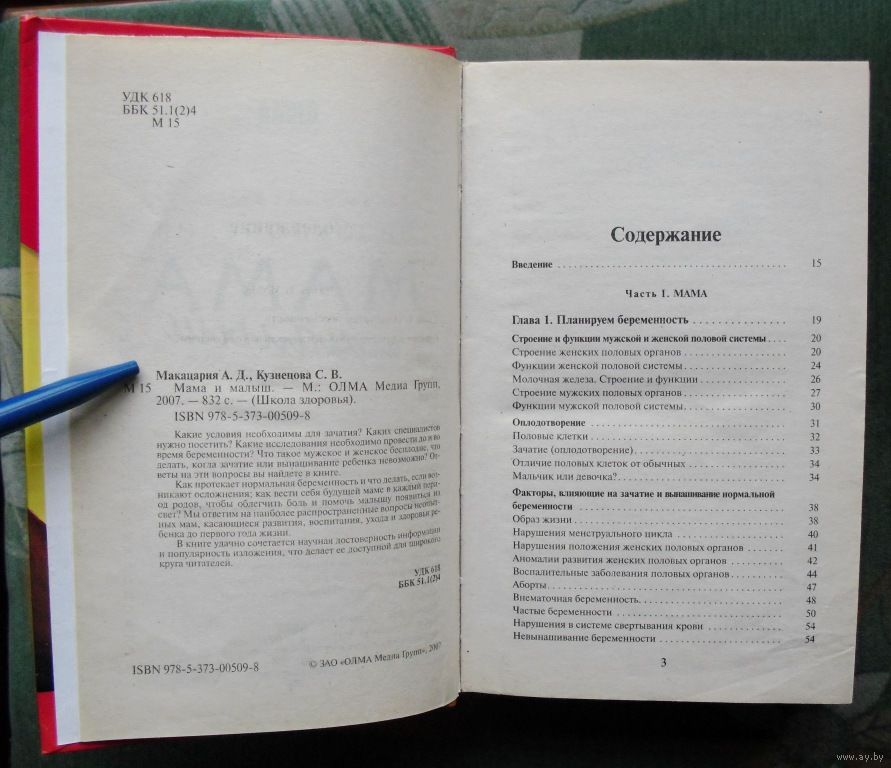 УДК 618
ББК 51.1(2)4
М 15
Макацария А. Д., Кузнецова С. В.
М 15 Мама и малыш. — М.: ОЛМА Медиа Групп,
2007. — 832 с. — (Школа здоровья).
ISBN 978-5-373-00509-8
Какие условия необходимы для зачатия? Каких специалистов
нужно посетить? Какие исследования необходимо провести до и во
время беременности? Что такое мужское и женское бесплодие, что
делать, когда зачатие или вынашивание ребенка невозможно? От-
веты на эти вопросы вы найдете в книге.
Как протекает нормальная беременность и что делать, если воз-
никают осложнения; как вести себя будущей маме в каждый пери-
од родов, чтобы облегчить боль и помочь малышу появиться на
свет? Мы ответим на наиболее распространенные вопросы неопыт-
ных мам, касающиеся развития, воспитания, ухода и здоровья ре-
бенка до первого года жизни.
В книге удачно сочетается научная достоверность информации
и популярность изложения, что делает ее доступной для широкого
круга читателей.
УДК 618
ББК 51.1(2)4
ISBN 978-5-373-00509-8
© ЗАО «ОЛМА Медиа Групп», 2007
Содержание
Введение 15
Часть I. МАМА
Глава 1. Планируем беременность 19
Строение и функции мужской и женской половой системы 20
Строение женских половых органов 20
Функции женской половой системы 24
Молочная железа. Строение и функции 26
Строение мужских половых органов 27
Функции мужской половой системы 30
Оплодотворение 31
Половые клетки 32
Зачатие (оплодотворение) 33
Отличие половых клеток от обычных 34
Мальчик или девочка? 34
Факторы, влияющие на зачатие и вынашивание нормальной
беременности 38
Образ жизни 38
Нарушения менструального цикла 40
Нарушения положения женских половых органов 41
Аномалии развития женских половых органов 42
Воспалительные заболевания половых органов 44
Аборты 47
Внематочная беременность 48
Частые беременности 50
Нарушения в системе свертывания крови 54
Невынашивание беременности 54
3
www.ay.by